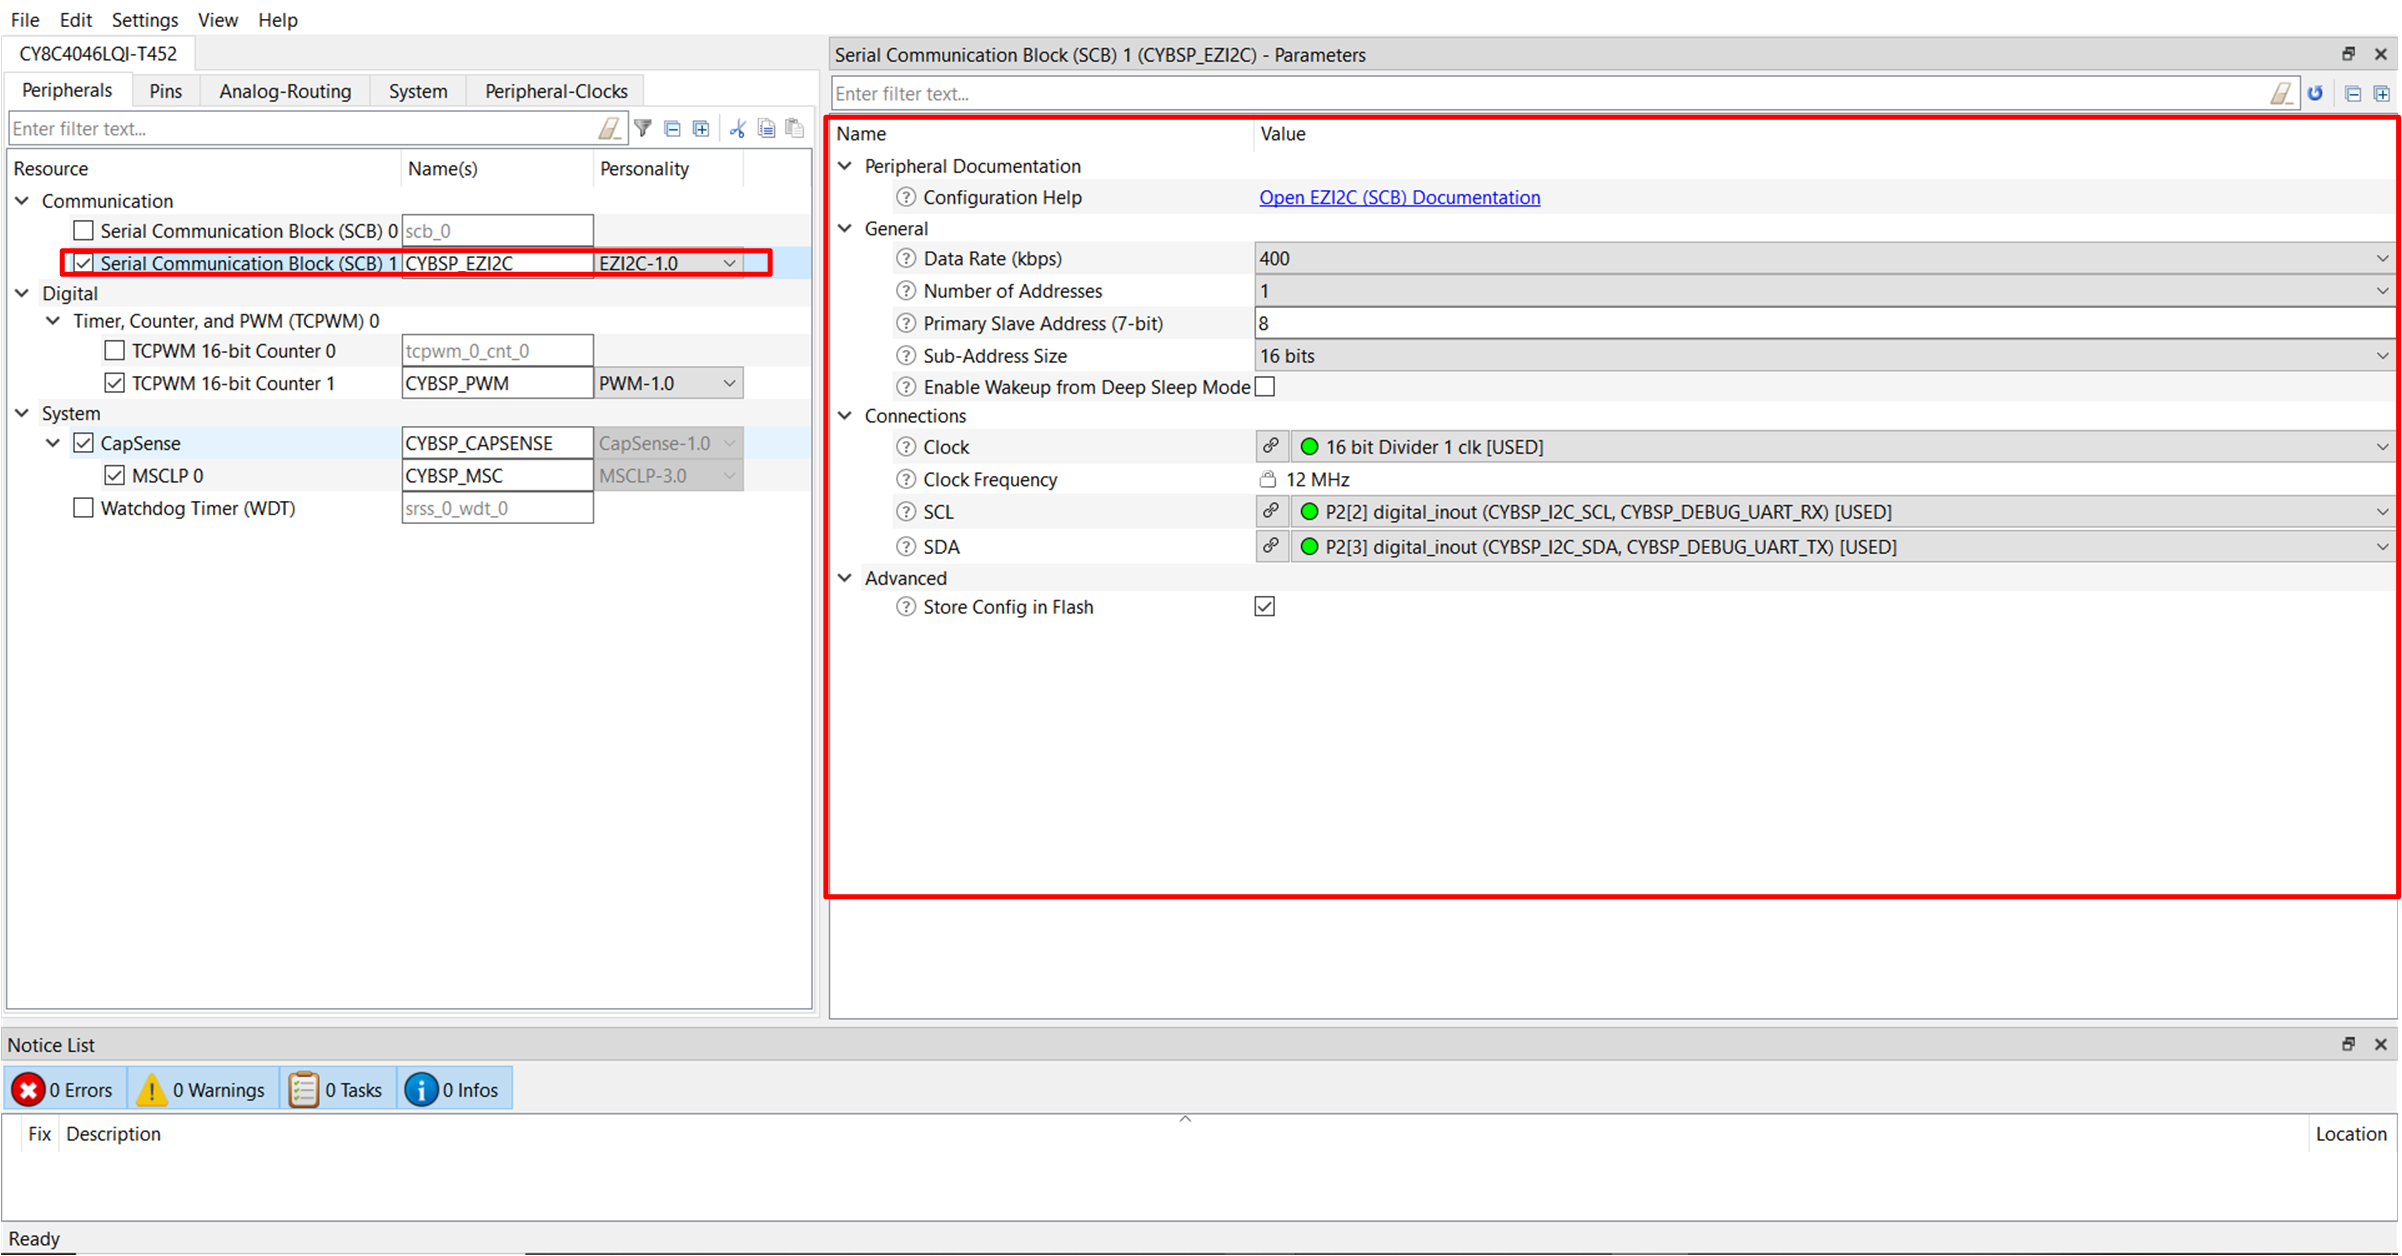 File Edit Settings View Help
CY8C4046LQI-T452
Peripherals Pins Analog-Routing System Peripheral-Clocks
Enter filter text...
Resource Name(s) Personality
Communication
Serial Communication Block (SCB) 0 scb_0
Serial Communication Block (SCB) 1 CYBSP_EZI2C EZI2C-1.0
Digital
Timer, Counter, and PWM (TCPWM) 0
TCPWM 16-bit Counter 0 tcpwm_0_cnt_0
TCPWM 16-bit Counter 1 CYBSP_PWM PWM-1.0
System
CapSense CYBSP_CAPSENSE CapSense-1.0
MSCLP 0 CYBSP_MSC MSCLP-3.0
Watchdog Timer (WDT) srss_0_wdt_0
Serial Communication Block (SCB) 1 (CYBSP_EZI2C) - Parameters
Enter filter text...
Name Value
Peripheral Documentation
Configuration Help Open EZI2C (SCB) Documentation
General
Data Rate (kbps) 400
Number of Addresses 1
Primary Slave Address (7-bit) 8
Sub-Address Size 16 bits
Enable Wakeup from Deep Sleep Mode
Connections
Clock 16 bit Divider 1 clk [USED]
Clock Frequency 12 MHz
SCL P2[2] digital_inout (CYBSP_I2C_SCL, CYBSP_DEBUG_UART_RX) [USED]
SDA P2[3] digital_inout (CYBSP_I2C_SDA, CYBSP_DEBUG_UART_TX) [USED]
Advanced
Store Config in Flash
Notice List
0 Errors 0 Warnings 0 Tasks 0 Infos
Fix Description Location
Ready